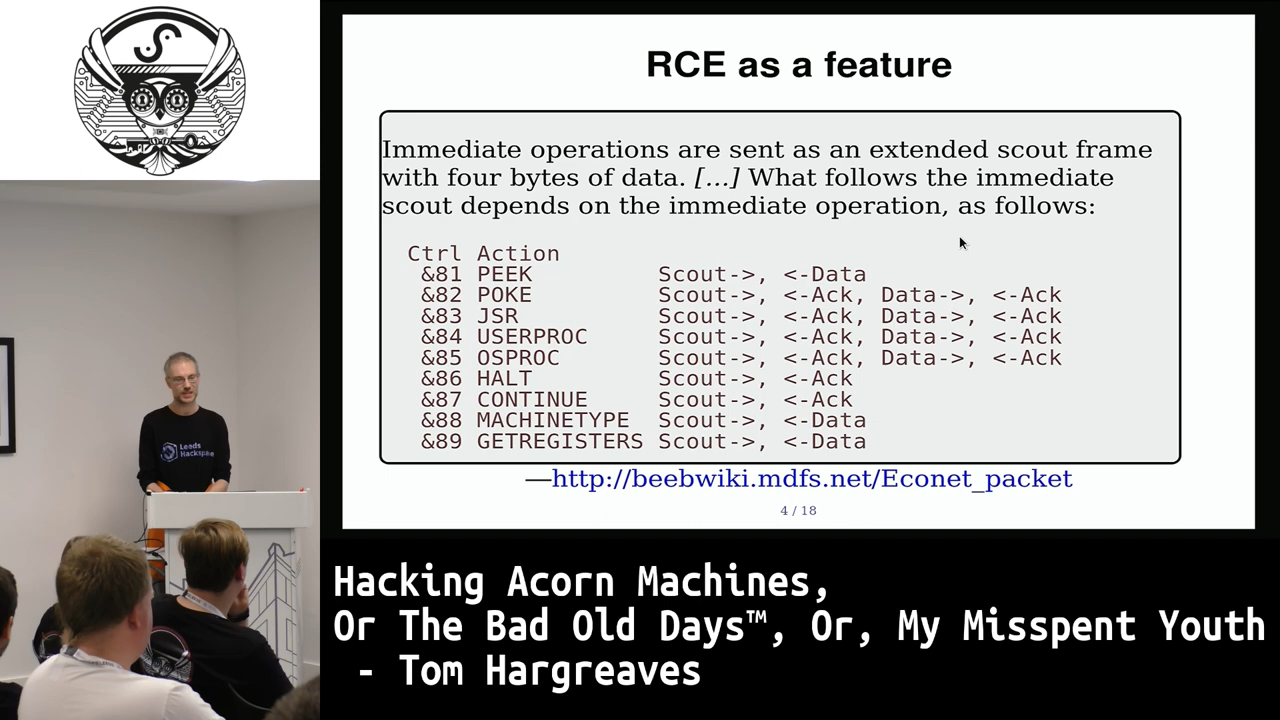 RCE as a feature
Immediate operations are sent as an extended scout frame
with four bytes of data. [...] What follows the immediate
scout depends on the immediate operation, as follows:
Ctrl Action
&81 PEEK Scout->, <-Data
&82 POKE Scout->, <-Ack, Data->, <-Ack
&83 JSR Scout->, <-Ack, Data->, <-Ack
&84 USERPROC Scout->, <-Ack, Data->, <-Ack
&85 OSPROC Scout->, <-Ack, Data->, <-Ack
&86 HALT Scout->, <-Ack
&87 CONTINUE Scout->, <-Ack
&88 MACHINETYPE Scout->, <-Data
&89 GETREGISTERS Scout->, <-Data
—http://beebwiki.mdfs.net/Econet_packet
4 / 18
Leeds
Hackspace
Hacking Acorn Machines,
Or The Bad Old Days™, Or, My Misspent Youth
- Tom Hargreaves